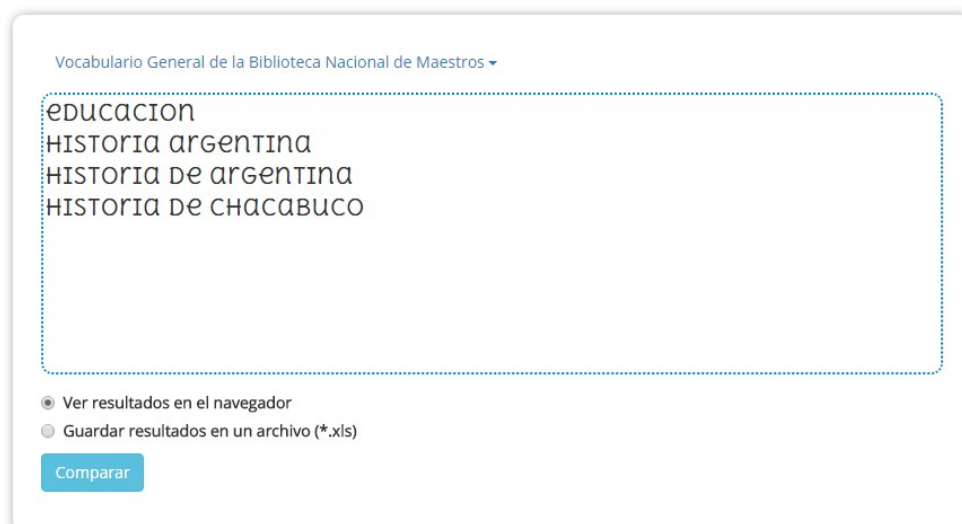 Vocabulario General de la Biblioteca Nacional de Maestros
educacion
Historia argentina
Historia de argentina
Historia de chacabuco
Ver resultados en el navegador
Guardar resultados en un archivo (*.xls)
Comparar